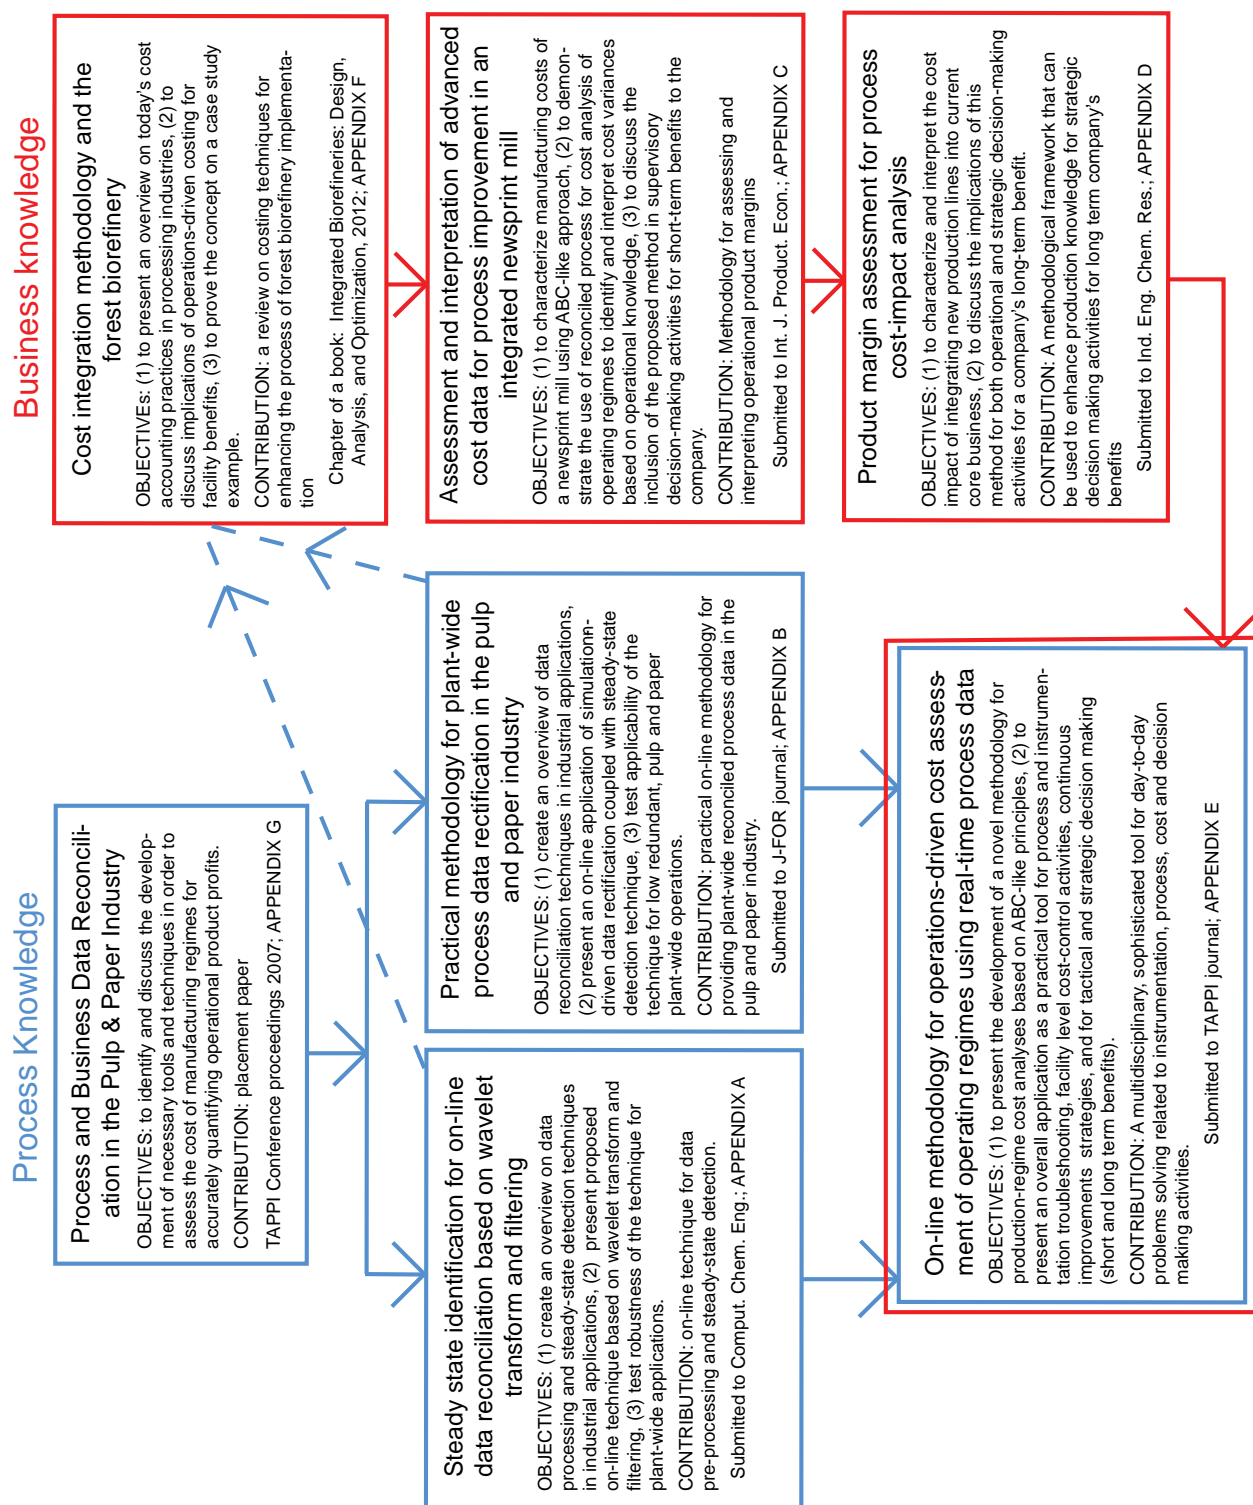 Process Knowledge
Business knowledge
Process and Business Data Reconcili-
ation in the Pulp & Paper Industry
OBJECTIVES: to identify and discuss the develop-
ment of necessary tools and techniques in order to
assess the cost of manufacturing regimes for
accurately quantifying operational product profits.
CONTRIBUTION: placement paper
TAPPI Conference proceedings 2007; APPENDIX G
Cost integration methodology and the
forest biorefinery
OBJECTIVEs: (1) to present an overview on today's cost
accounting practices in processing industries, (2) to
discuss implications of operations-driven costing for
facility benefits, (3) to prove the concept on a case study
example.
CONTRIBUTION: a review on costing techniques for
enhancing the process of forest biorefinery implementa-
tion
Chapter of a book:  Integrated Biorefineries: Design,
Analysis, and Optimization, 2012; APPENDIX F
Steady state identification for on-line
data reconciliation based on wavelet
transform and filtering
OBJECTIVES: (1) create an overview on data
processing and steady-state detection techniques
in industrial applications, (2)  present proposed
on-line technique based on wavelet transform and
filtering, (3) test robustness of the technique for
plant-wide applications.
CONTRIBUTION: on-line technique for data
pre-processing and steady-state detection.
Submitted to Comput. Chem. Eng.; APPENDIX A
Practical methodology for plant-wide
process data rectification in the pulp
and paper industry
OBJECTIVES: (1) create an overview of data
reconciliation techniques in industrial applications,
(2) present an on-line application of simulationn-
driven data rectification coupled with steady-state
detection technique, (3) test applicability of the
technique for low redundant, pulp and paper
plant-wide operations.
CONTRIBUTION: practical on-line methodology for
providing plant-wide reconciled process data in the
pulp and paper industry.
Submitted to J-FOR journal; APPENDIX B
Assessment and interpretation of advanced
cost data for process improvement in an
integrated newsprint mill
OBJECTIVES: (1) to characterize manufacturing costs of
a newsprint mill using ABC-like approach, (2) to demon-
strate the use of reconciled process for cost analysis of
operating regimes to identify and interpret cost variances
based on operational knowledge, (3) to discuss the
inclusion of the proposed method in supervisory
decision-making activities for short-term benefits to the
company.
CONTRIBUTION: Methodology for assessing and
interpreting operational product margins
Submitted to Int. J. Product. Econ.; APPENDIX C
Product margin assessment for process
cost-impact analysis
OBJECTIVES: (1) to characterize and interpret the cost
impact of integrating new production lines into current
core business, (2) to discuss the implications of this
method for both operational and strategic decision-making
activities for a company's long-term benefit.
CONTRIBUTION: A methodological framework that can
be used to enhance production knowledge for strategic
decision making activities for long term company's
benefits
Submitted to Ind. Eng. Chem. Res.; APPENDIX D
On-line methodology for operations-driven cost assess-
ment of operating regimes using real-time process data
OBJECTIVES: (1) to present the development of a novel methodology for
production-regime cost analyses based on ABC-like principles, (2) to
present an overall application as a practical tool for process and instrumen-
tation troubleshooting, facility level cost-control activities, continuous
improvements strategies, and for tactical and strategic decision making
(short and long term benefits).
CONTRIBUTION: A multidisciplinary, sophisticated tool for day-to-day
problems solving related to instrumentation, process, cost and decision
making activities.
Submitted to TAPPI journal; APPENDIX E